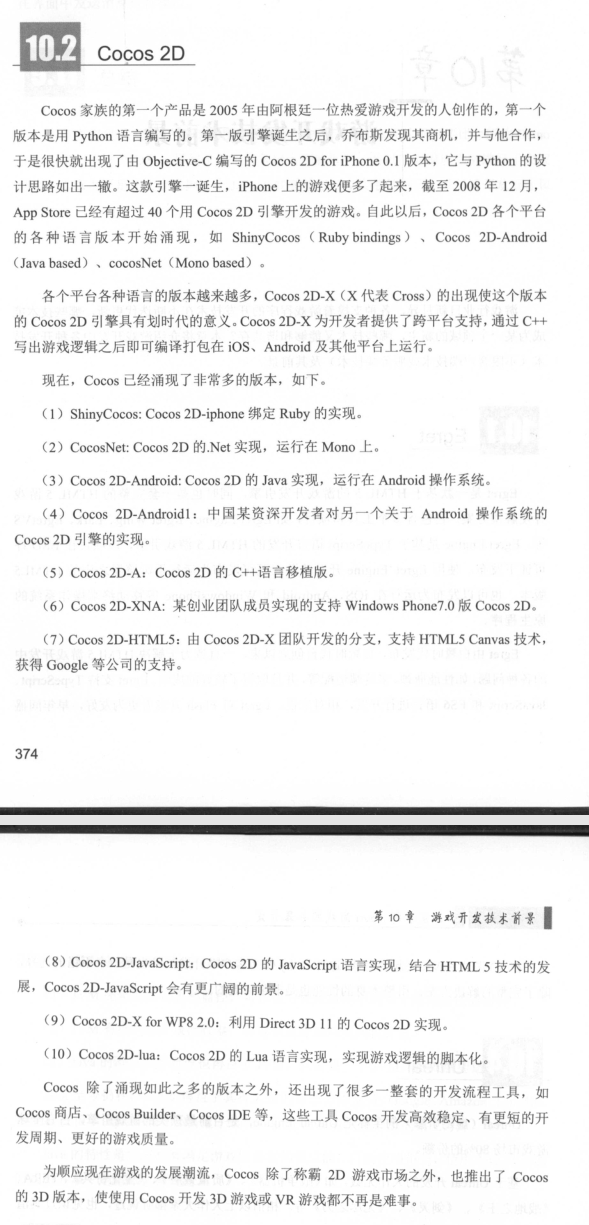 10.2 Cocos 2D
Cocos 家族的第一个产品是 2005 年由阿根廷一位热爱游戏开发的人创作的，第一个
版本是用 Python 语言编写的。第一版引擎诞生之后，乔布斯发现其商机，并与他合作，
于是很快就出现了由 Objective-C 编写的 Cocos 2D for iPhone 0.1 版本，它与 Python 的设
计思路如出一辙。这款引擎一诞生，iPhone 上的游戏便多了起来，截至 2008 年 12 月，
App Store 已经有超过 40 个用 Cocos 2D 引擎开发的游戏。自此以后，Cocos 2D 各个平台
的各种语言版本开始涌现，如 ShinyCocos（Ruby bindings）、Cocos 2D-Android
（Java based）、cocosNet（Mono based）。
各个平台各种语言的版本越来越多，Cocos 2D-X（X 代表 Cross）的出现使这个版本
的 Cocos 2D 引擎具有划时代的意义。Cocos 2D-X 为开发者提供了跨平台支持，通过 C++
写出游戏逻辑之后即可编译打包在 iOS、Android 及其他平台上运行。
现在，Cocos 已经涌现了非常多的版本，如下。
（1）ShinyCocos: Cocos 2D-iphone 绑定 Ruby 的实现。
（2）CocosNet: Cocos 2D 的.Net 实现，运行在 Mono 上。
（3）Cocos 2D-Android: Cocos 2D 的 Java 实现，运行在 Android 操作系统。
（4）Cocos 2D-Android1：中国某资深开发者对另一个关于 Android 操作系统的
Cocos 2D 引擎的实现。
（5）Cocos 2D-A：Cocos 2D 的 C++语言移植版。
（6）Cocos 2D-XNA: 某创业团队成员实现的支持 Windows Phone7.0 版 Cocos 2D。
（7）Cocos 2D-HTML5：由 Cocos 2D-X 团队开发的分支，支持 HTML5 Canvas 技术，
获得 Google 等公司的支持。
374
第 10 章 游戏开发技术前景
（8）Cocos 2D-JavaScript：Cocos 2D 的 JavaScript 语言实现，结合 HTML 5 技术的发
展，Cocos 2D-JavaScript 会有更广阔的前景。
（9）Cocos 2D-X for WP8 2.0：利用 Direct 3D 11 的 Cocos 2D 实现。
（10）Cocos 2D-lua：Cocos 2D 的 Lua 语言实现，实现游戏逻辑的脚本化。
Cocos 除了涌现如此之多的版本之外，还出现了很多一整套的开发流程工具，如
Cocos 商店、Cocos Builder、Cocos IDE 等，这些工具 Cocos 开发高效稳定、有更短的开
发周期、更好的游戏质量。
为顺应现在游戏的发展潮流，Cocos 除了称霸 2D 游戏市场之外，也推出了 Cocos
的 3D 版本，使使用 Cocos 开发 3D 游戏或 VR 游戏都不再是难事。